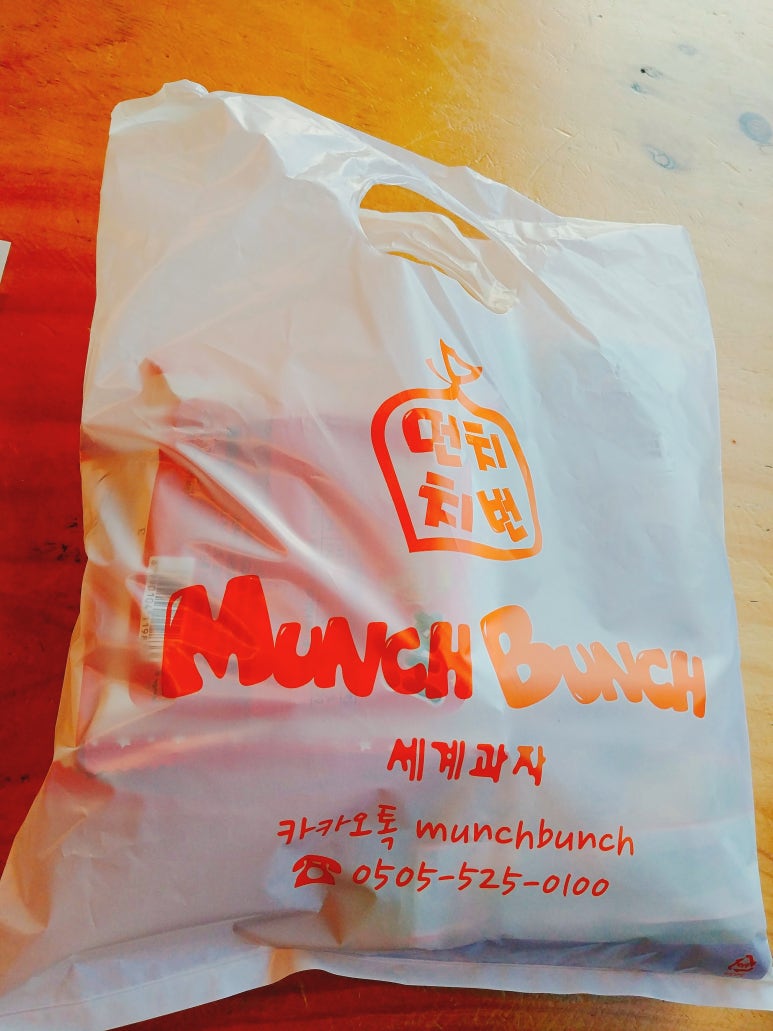 먼치
치번
MUNCH BUNCH
세계과자
카카오톡 munchbunch
☎ 0505-525-0100